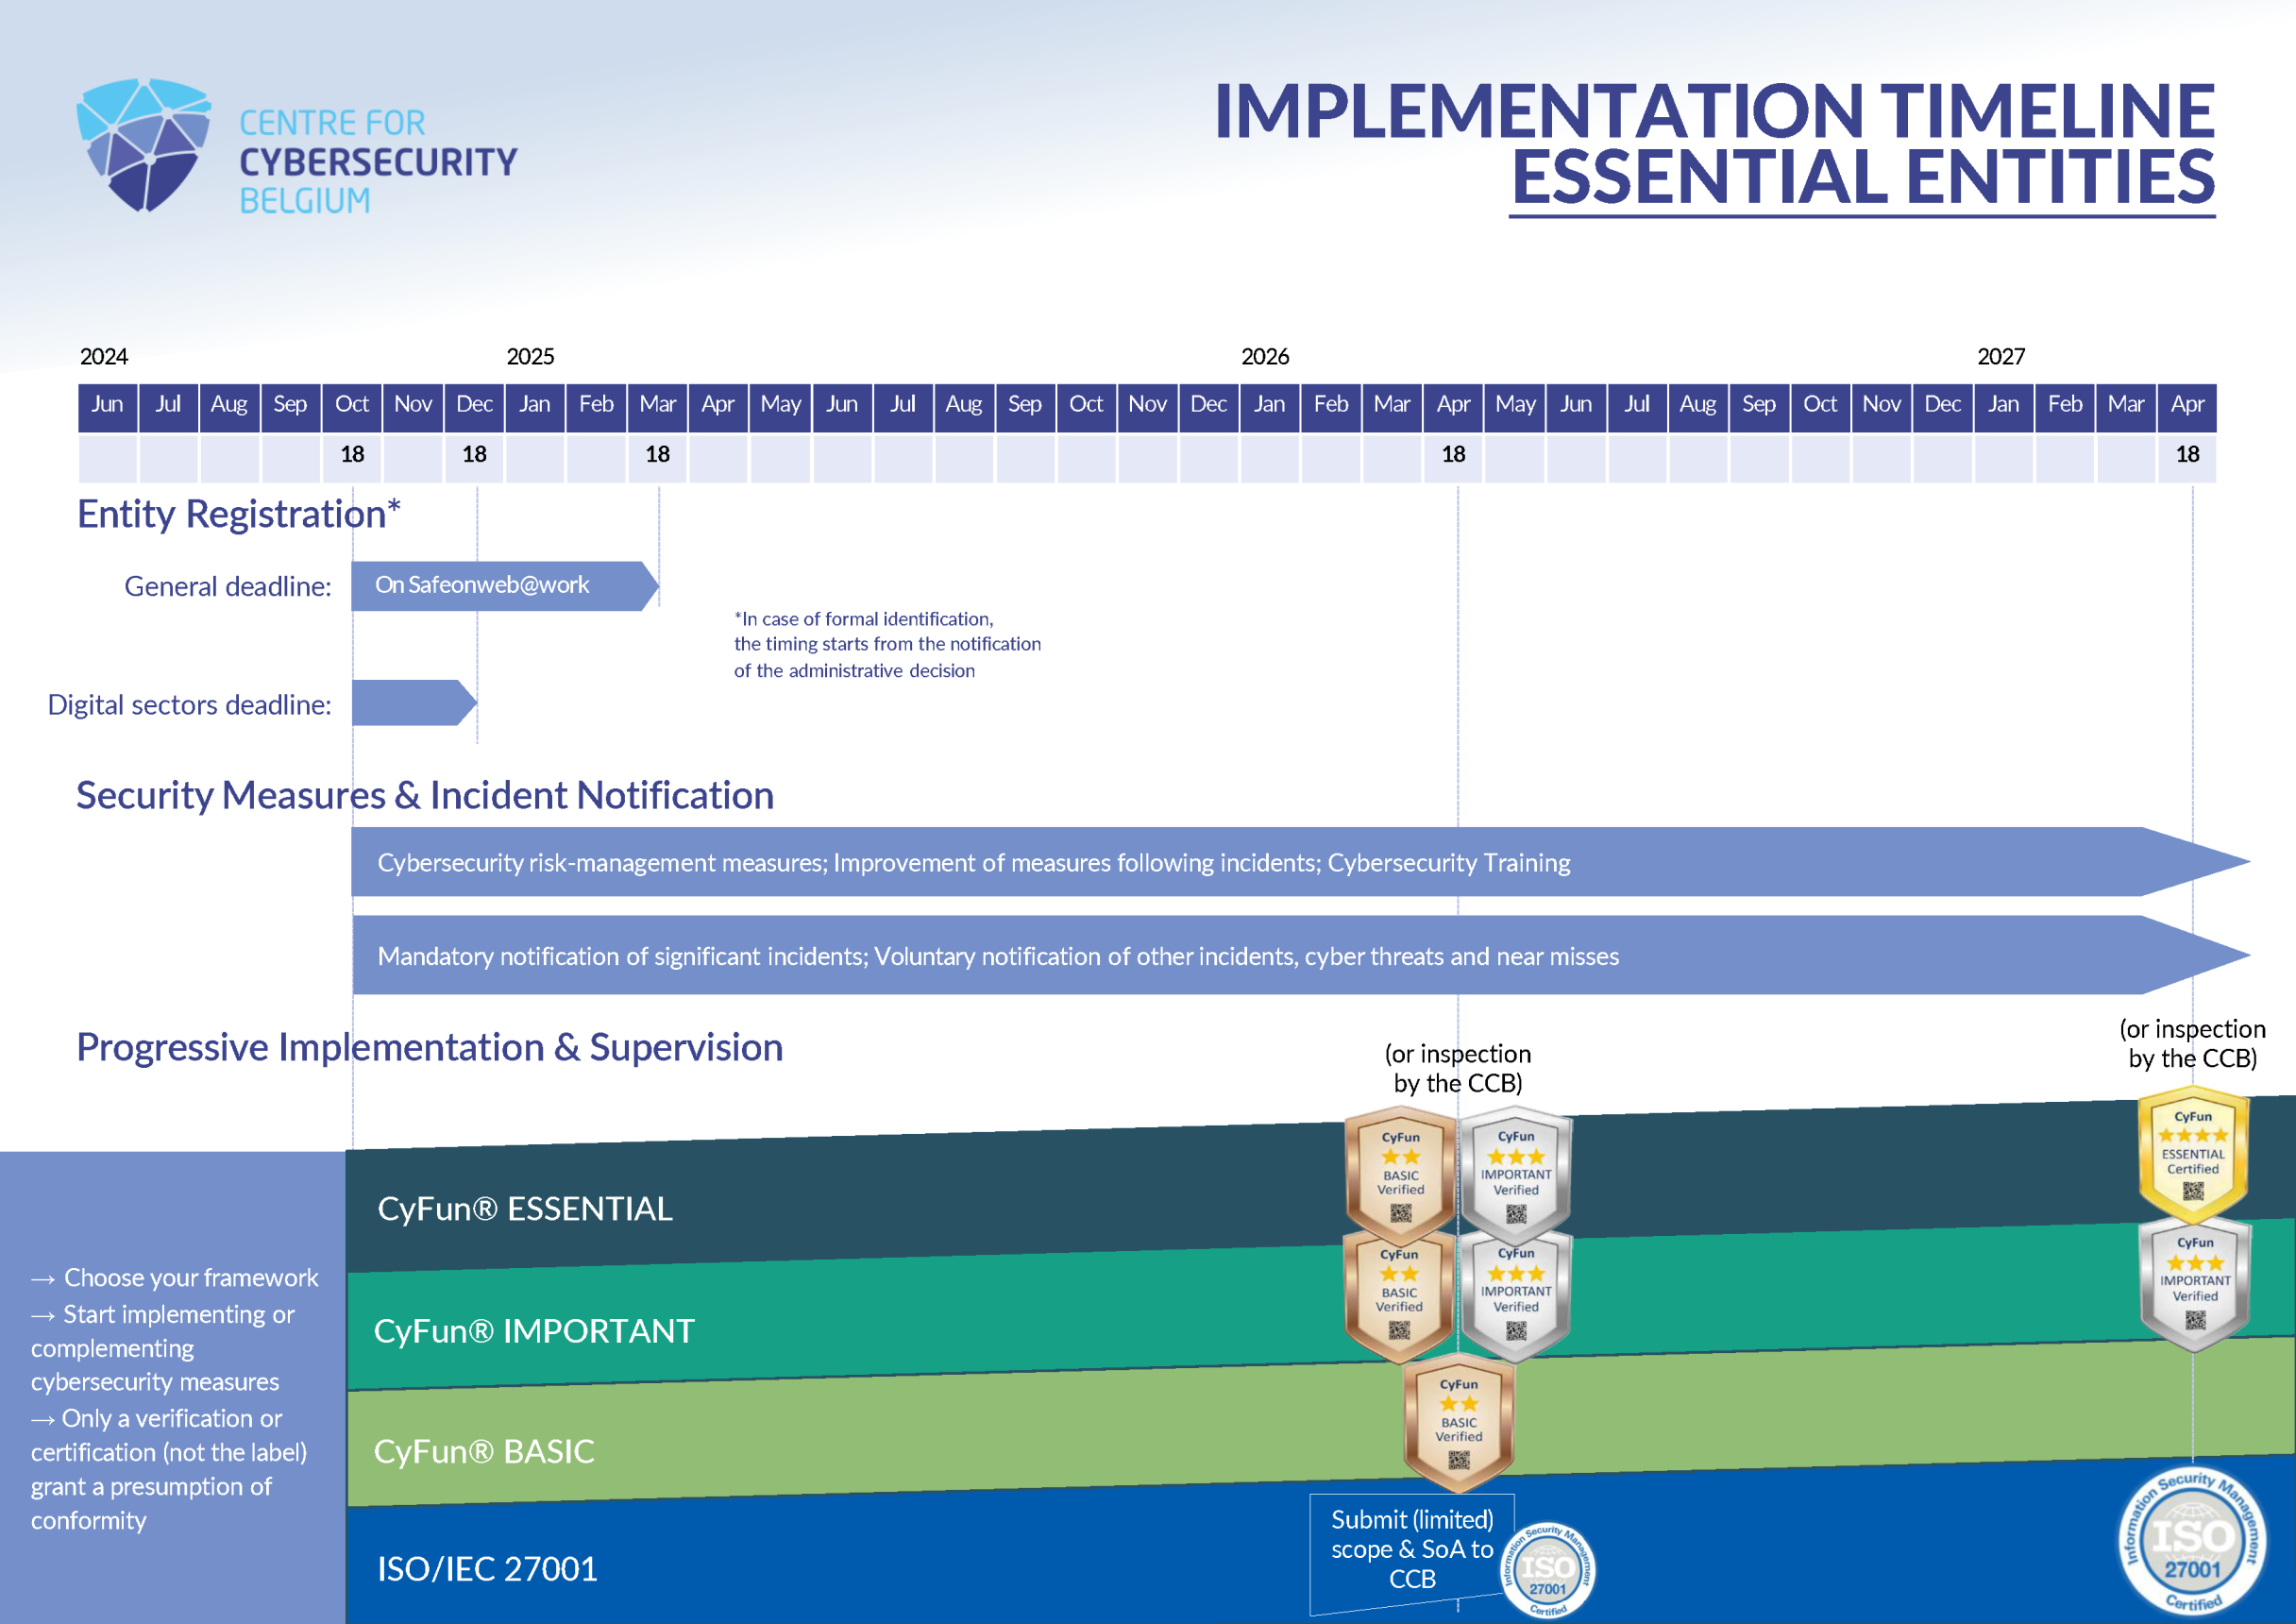 CENTRE FOR
CYBERSECURITY
BELGIUM
IMPLEMENTATION TIMELINE
ESSENTIAL ENTITIES
2024 2025 2026 2027
Jun Jul Aug Sep Oct Nov Dec Jan Feb Mar Apr May Jun Jul Aug Sep Oct Nov Dec Jan Feb Mar Apr May Jun Jul Aug Sep Oct Nov Dec Jan Feb Mar Apr
18 18 18 18 18
Entity Registration*
General deadline: On Safeonweb@work
*In case of formal identification,
the timing starts from the notification
of the administrative decision
Digital sectors deadline:
Security Measures & Incident Notification
Cybersecurity risk-management measures; Improvement of measures following incidents; Cybersecurity Training
Mandatory notification of significant incidents; Voluntary notification of other incidents, cyber threats and near misses
Progressive Implementation & Supervision
(or inspection
by the CCB)
(or inspection
by the CCB)
→ Choose your framework
→ Start implementing or
complementing
cybersecurity measures
→ Only a verification or
certification (not the label)
grant a presumption of
conformity
CyFun® ESSENTIAL
CyFun
BASIC
Verified
CyFun
IMPORTANT
Verified
CyFun
ESSENTIAL
Certified
CyFun® IMPORTANT
CyFun
BASIC
Verified
CyFun
IMPORTANT
Verified
CyFun
IMPORTANT
Verified
CyFun® BASIC
CyFun
BASIC
Verified
ISO/IEC 27001
Submit (limited)
scope & SoA to
CCB
Information Security Management
ISO
27001
Certified
Information Security Management
ISO
27001
Certified